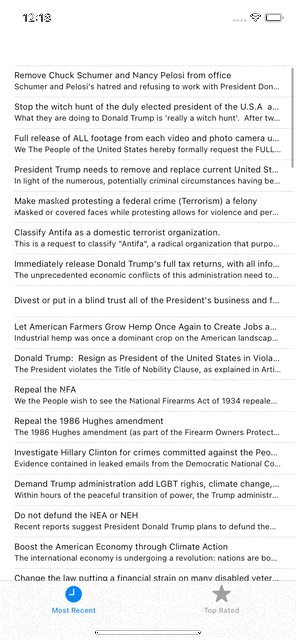 12:18
Remove Chuck Schumer and Nancy Pelosi from office
Schumer and Pelosi's hatred and refusing to work with President Don...
Stop the witch hunt of the duly elected president of the U.S.A a...
What they are doing to Donald Trump is 'really a witch hunt'. After tw...
Full release of ALL footage from each video and photo camera u...
We The People of the United States hereby formally request the FULL...
President Trump needs to remove and replace current United St...
In light of the numerous, potentially criminal circumstances having be...
Make masked protesting a federal crime (Terrorism) a felony
Masked or covered faces while protesting allows for violence and per...
Classify Antifa as a domestic terrorist organization.
This is a request to classify "Antifa", a radical organization that purpo...
Immediately release Donald Trump's full tax returns, with all info...
The unprecedented economic conflicts of this administration need to...
Divest or put in a blind trust all of the President's business and f...
Let American Farmers Grow Hemp Once Again to Create Jobs a...
Industrial hemp was once a dominant crop on the American landscap...
Donald Trump: Resign as President of the United States in Viola...
The President violates the Title of Nobility Clause, as explained in Arti...
Repeal the NFA
We the People wish to see the National Firearms Act of 1934 repeale...
Repeal the 1986 Hughes amendment
The 1986 Hughes amendment (as part of the Firearm Owners Protect...
Investigate Hillary Clinton for crimes committed against the Peo...
Evidence contained in leaked emails from the Democratic National Co...
Demand Trump administration add LGBT rights, climate change,...
Within hours of the peaceful transition of power, the Trump administr...
Do not defund the NEA or NEH
Recent reports suggest President Donald Trump plans to defund the...
Boost the American Economy through Climate Action
The international economy is undergoing a revolution: nations are bo...
Change the law putting a financial strain on many disabled veter...
Most Recent
Top Rated